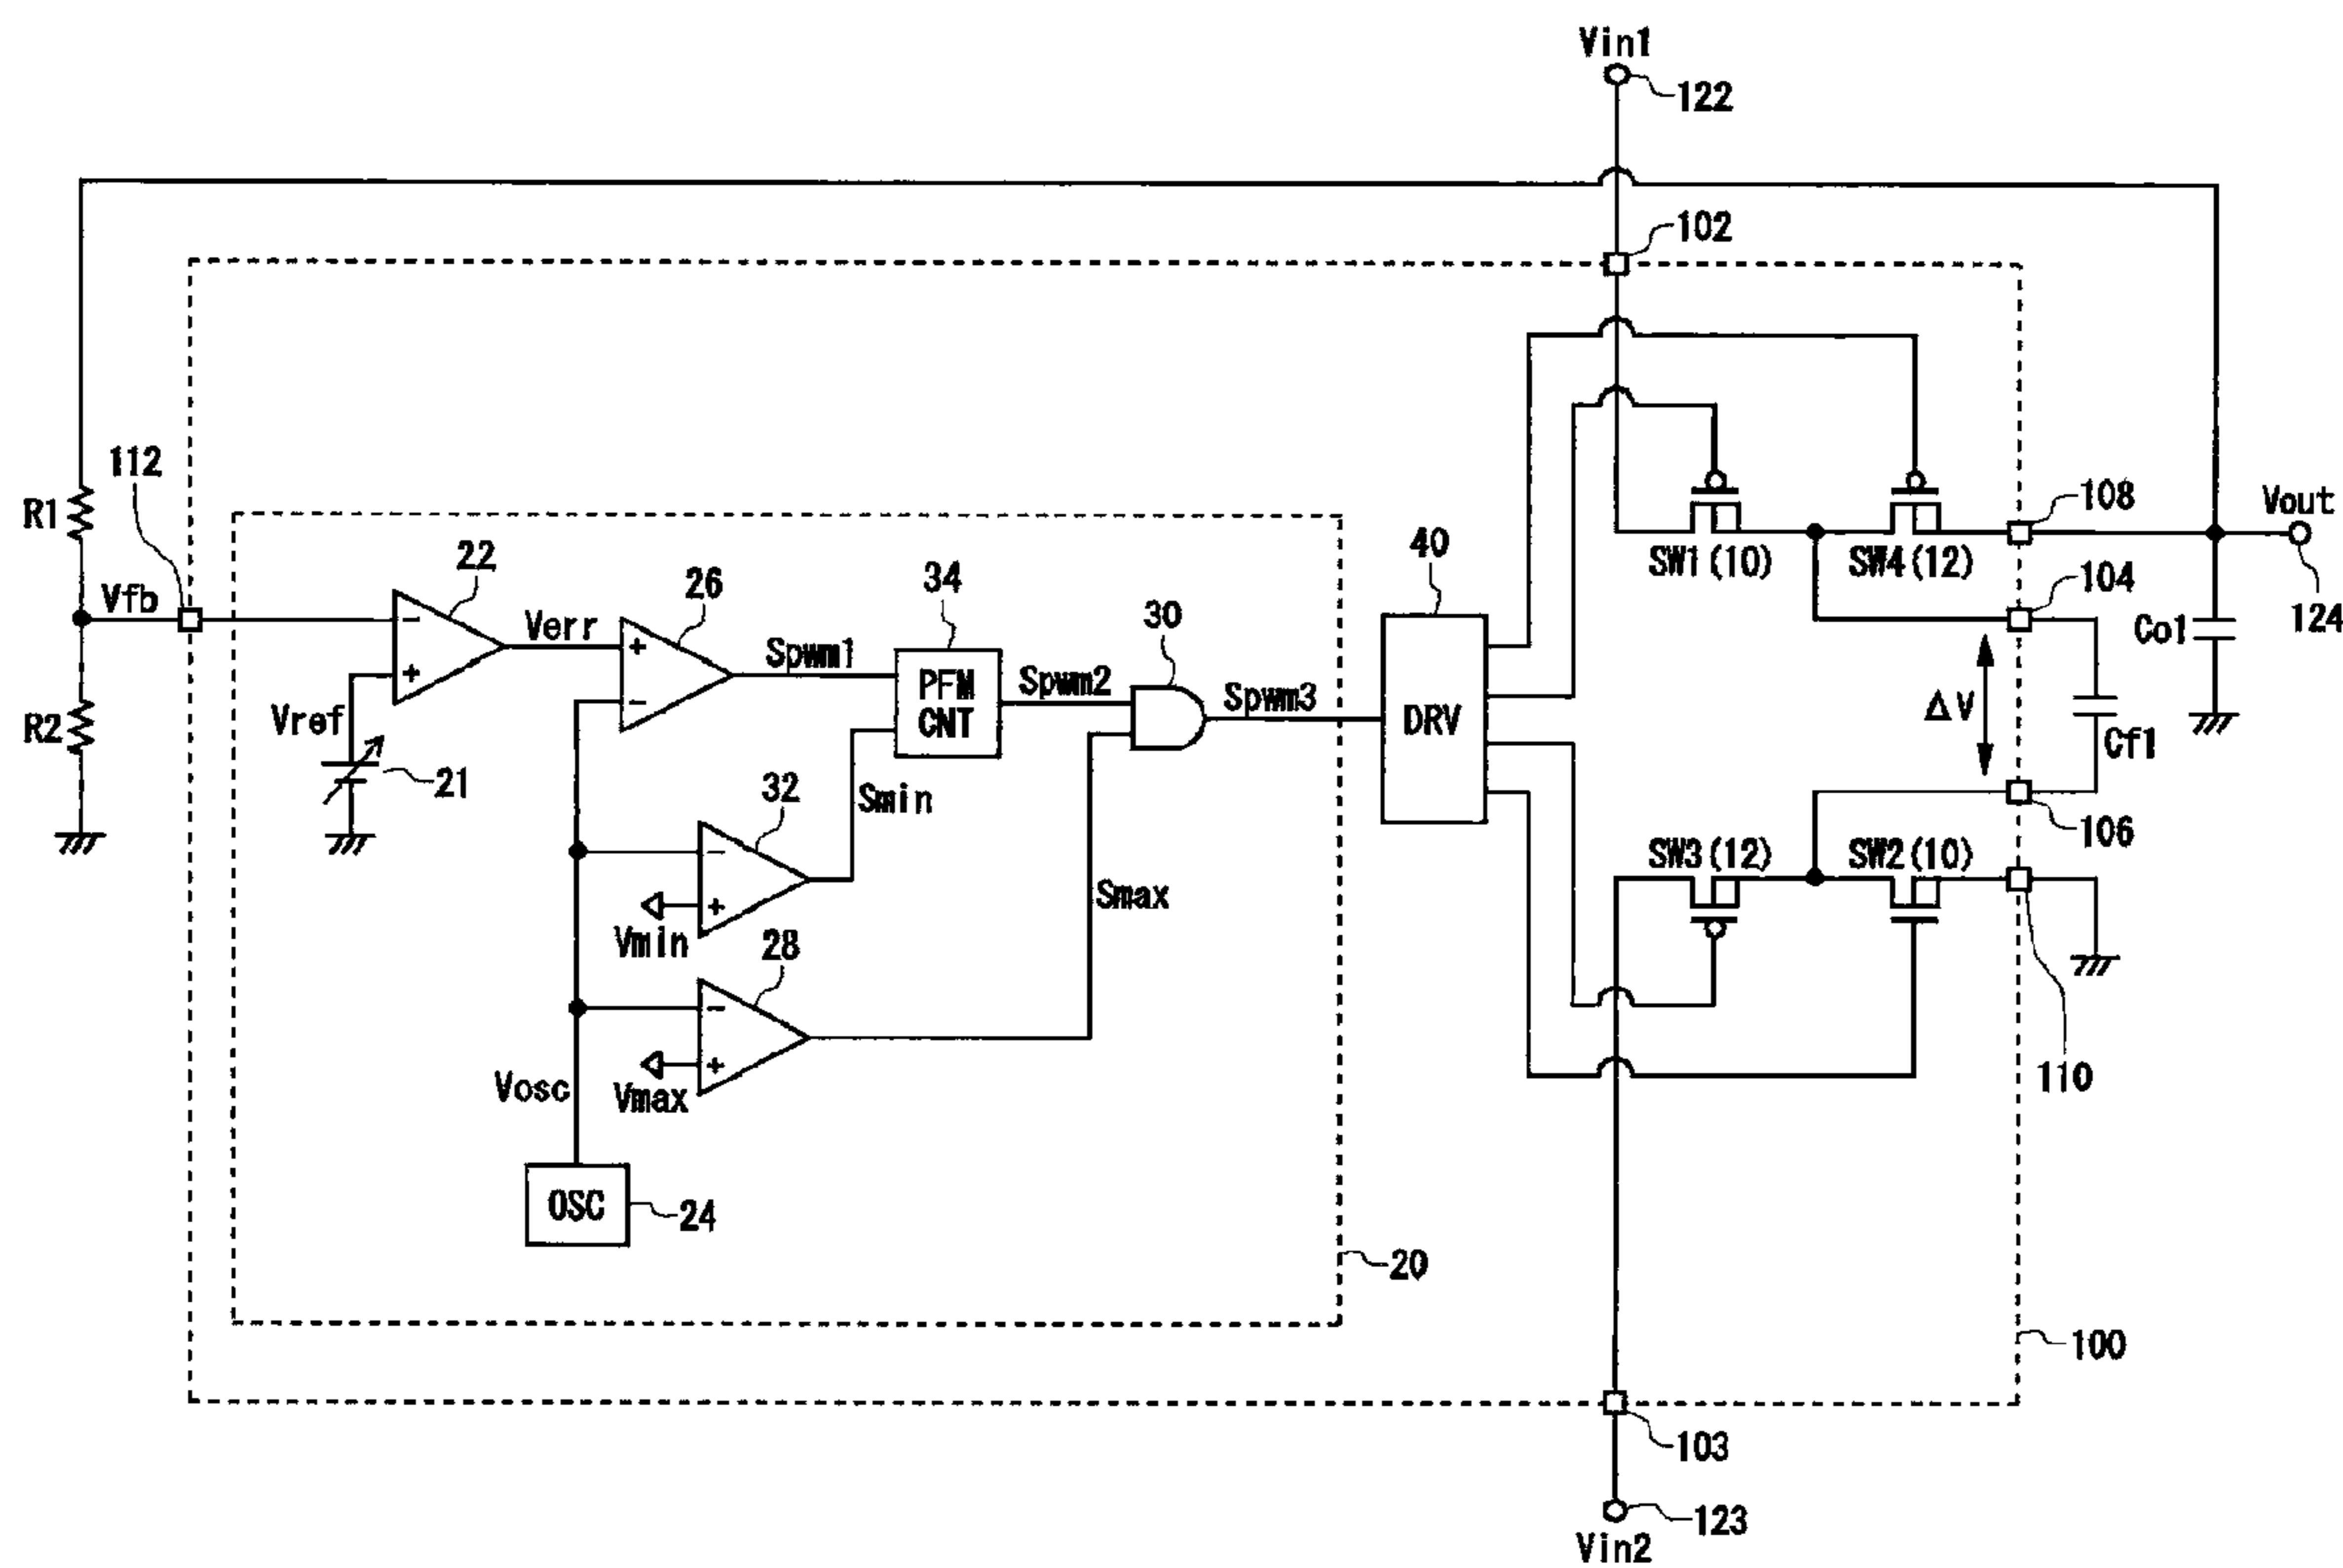 Vin1
122
102
112
R1
Vfb
R2
22
Verr
26
Vref
21
Spwm1
34
PFM
CNT
Spwm2
30
Spwm3
40
DRV
SW1(10)
SW4(12)
108
Vout
124
104
Co1
ΔV
Cf1
106
SW3(12)
SW2(10)
110
32
Smin
Vmin
Smax
28
Vmax
Vosc
OSC
24
20
100
103
123
Vin2
-
+
+
-
-
+
-
+